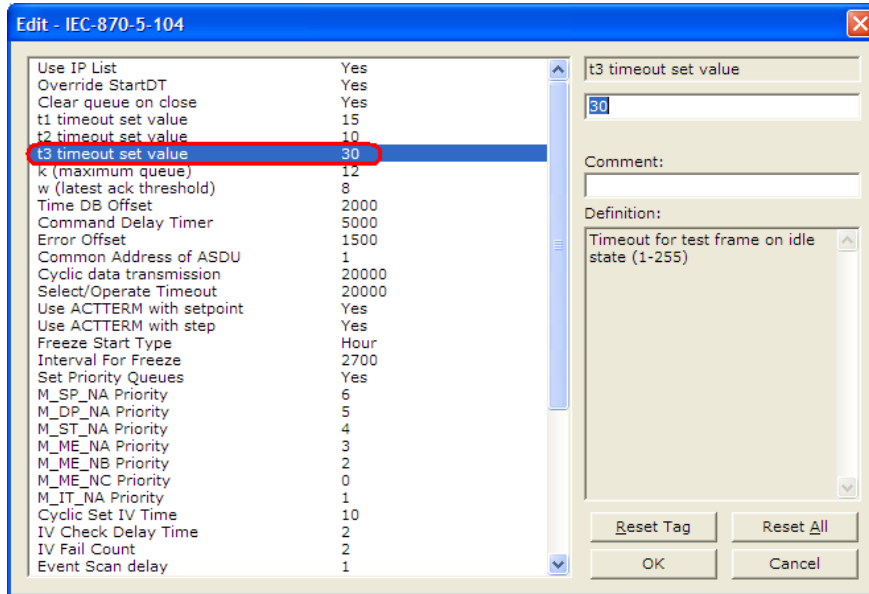 Edit - IEC-870-5-104
Use IP List Yes
Override StartDT Yes
Clear queue on close Yes
t1 timeout set value 15
t2 timeout set value 10
t3 timeout set value 30
k (maximum queue) 12
w (latest ack threshold) 8
Time DB Offset 2000
Command Delay Timer 5000
Error Offset 1500
Common Address of ASDU 1
Cyclic data transmission 20000
Select/Operate Timeout 20000
Use ACTTERM with setpoint Yes
Use ACTTERM with step Yes
Freeze Start Type Hour
Interval For Freeze 2700
Set Priority Queues Yes
M_SP_NA Priority 6
M_DP_NA Priority 5
M_ST_NA Priority 4
M_ME_NA Priority 3
M_ME_NB Priority 2
M_ME_NC Priority 0
M_IT_NA Priority 1
Cyclic Set IV Time 10
IV Check Delay Time 2
IV Fail Count 2
Event Scan delay 1
t3 timeout set value
30
Comment:
Definition:
Timeout for test frame on idle
state (1-255)
Reset Tag Reset All
OK Cancel